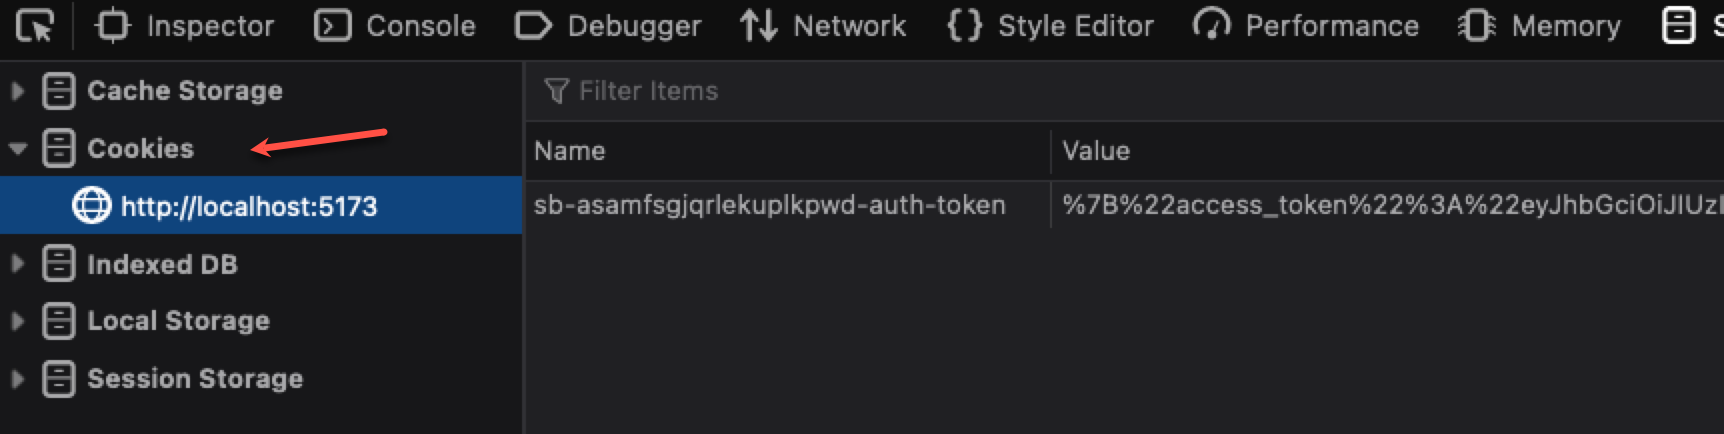 Inspector Console Debugger Network Style Editor Performance Memory
Cache Storage
Filter Items
Cookies
Name Value
http://localhost:5173
sb-asamfsgjqrlekuplkpwd-auth-token %7B%22access_token%22%3A%22eyJhbGciOiJIUzI
Indexed DB
Local Storage
Session Storage